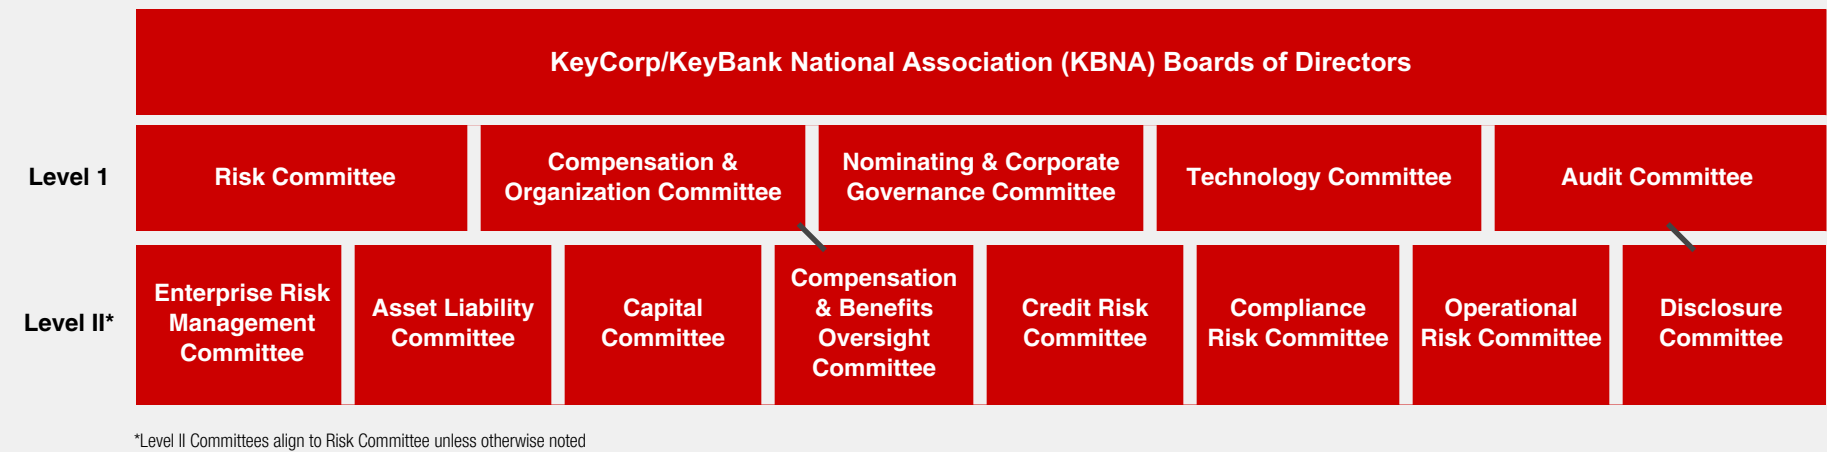 KeyCorp/KeyBank National Association (KBNA) Boards of Directors
Level 1
Risk Committee
Compensation &
Organization Committee
Nominating & Corporate
Governance Committee
Technology Committee
Audit Committee
Level II*
Enterprise Risk
Management
Committee
Asset Liability
Committee
Capital
Committee
Compensation
& Benefits
Oversight
Committee
Credit Risk
Committee
Compliance
Risk Committee
Operational
Risk Committee
Disclosure
Committee
*Level II Committees align to Risk Committee unless otherwise noted